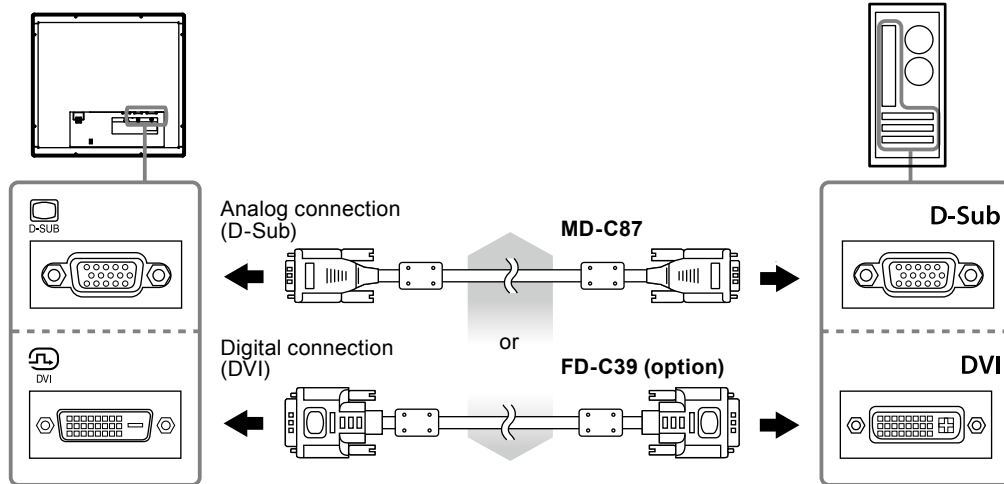 D-SUB
Analog connection
(D-Sub)
MD-C87
D-Sub
or
DVI
Digital connection
(DVI)
FD-C39 (option)
DVI